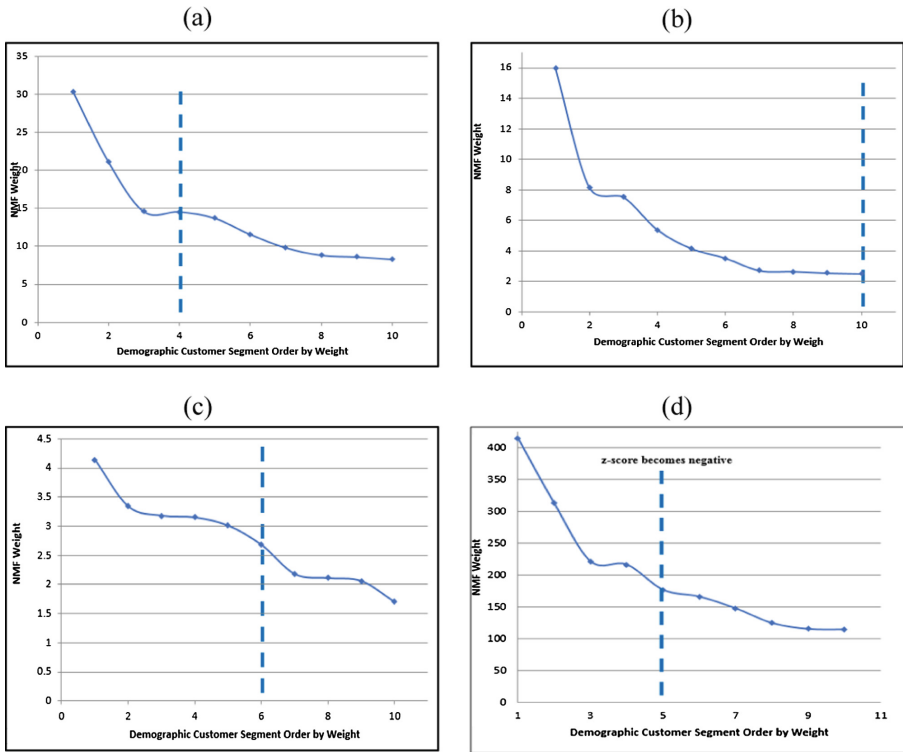 (a)
(b)
35
30
25
20
15
10
5
0
NMF Weight
0 2 4 6 8 10
Demographic Customer Segment Order by Weight
16
14
12
10
8
6
4
2
0
NMF Weight
0 2 4 6 8 10
Demographic Customer Segment Order by Weigh
(c)
(d)
4.5
4
3.5
3
2.5
2
1.5
1
0.5
0
NMF Weight
0 2 4 6 8 10
Demographic Customer Segment Order by Weight
z-score becomes negative
400
350
300
250
200
150
100
50
0
NMF Weight
1 3 5 7 9 11
Demographic Customer Segment Order by Weight